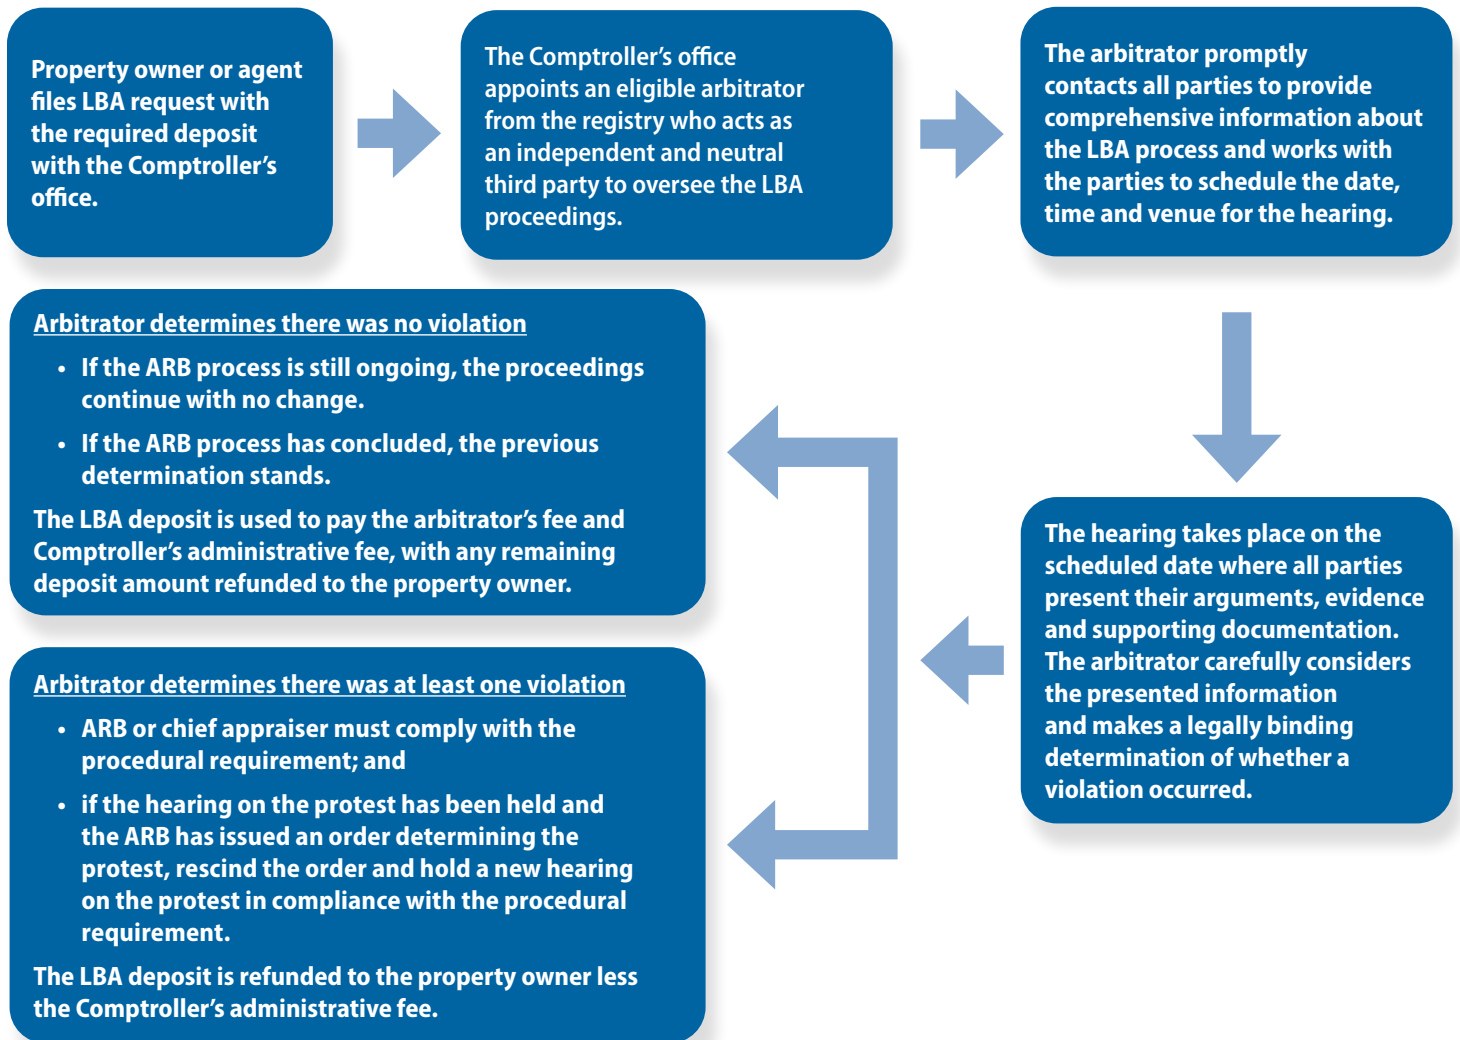 Property owner or agent
files LBA request with
the required deposit
with the Comptroller’s
office.
The Comptroller’s office
appoints an eligible arbitrator
from the registry who acts as
an independent and neutral
third party to oversee the LBA
proceedings.
The arbitrator promptly
contacts all parties to provide
comprehensive information about
the LBA process and works with
the parties to schedule the date,
time and venue for the hearing.
The hearing takes place on the
scheduled date where all parties
present their arguments, evidence
and supporting documentation.
The arbitrator carefully considers
the presented information
and makes a legally binding
determination of whether a
violation occurred.
Arbitrator determines there was no violation
• If the ARB process is still ongoing, the proceedings
continue with no change.
• If the ARB process has concluded, the previous
determination stands.
The LBA deposit is used to pay the arbitrator’s fee and
Comptroller’s administrative fee, with any remaining
deposit amount refunded to the property owner.
Arbitrator determines there was at least one violation
• ARB or chief appraiser must comply with the
procedural requirement; and
• if the hearing on the protest has been held and
the ARB has issued an order determining the
protest, rescind the order and hold a new hearing
on the protest in compliance with the procedural
requirement.
The LBA deposit is refunded to the property owner less
the Comptroller’s administrative fee.